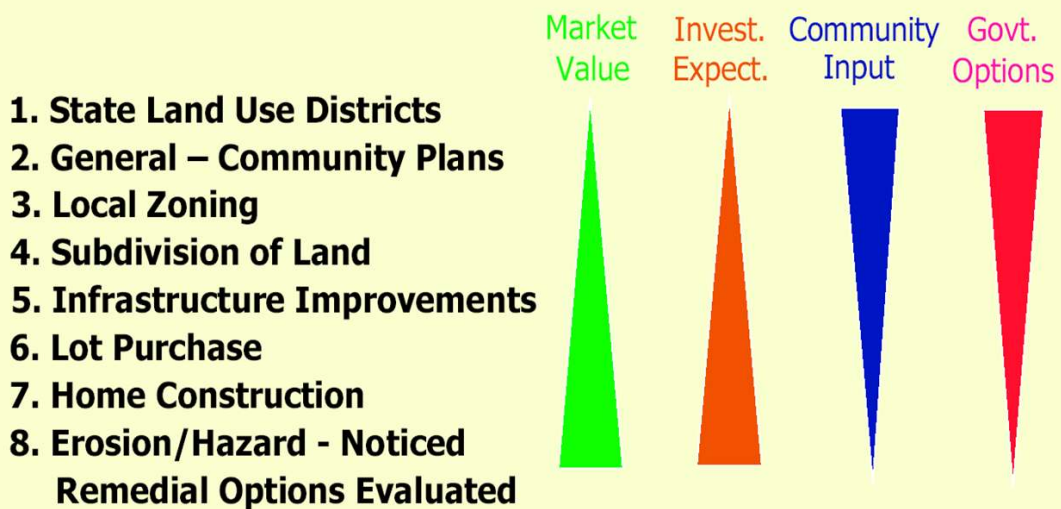 Market Value
Invest. Expect.
Community Input
Govt. Options
1. State Land Use Districts
2. General – Community Plans
3. Local Zoning
4. Subdivision of Land
5. Infrastructure Improvements
6. Lot Purchase
7. Home Construction
8. Erosion/Hazard - Noticed
Remedial Options Evaluated